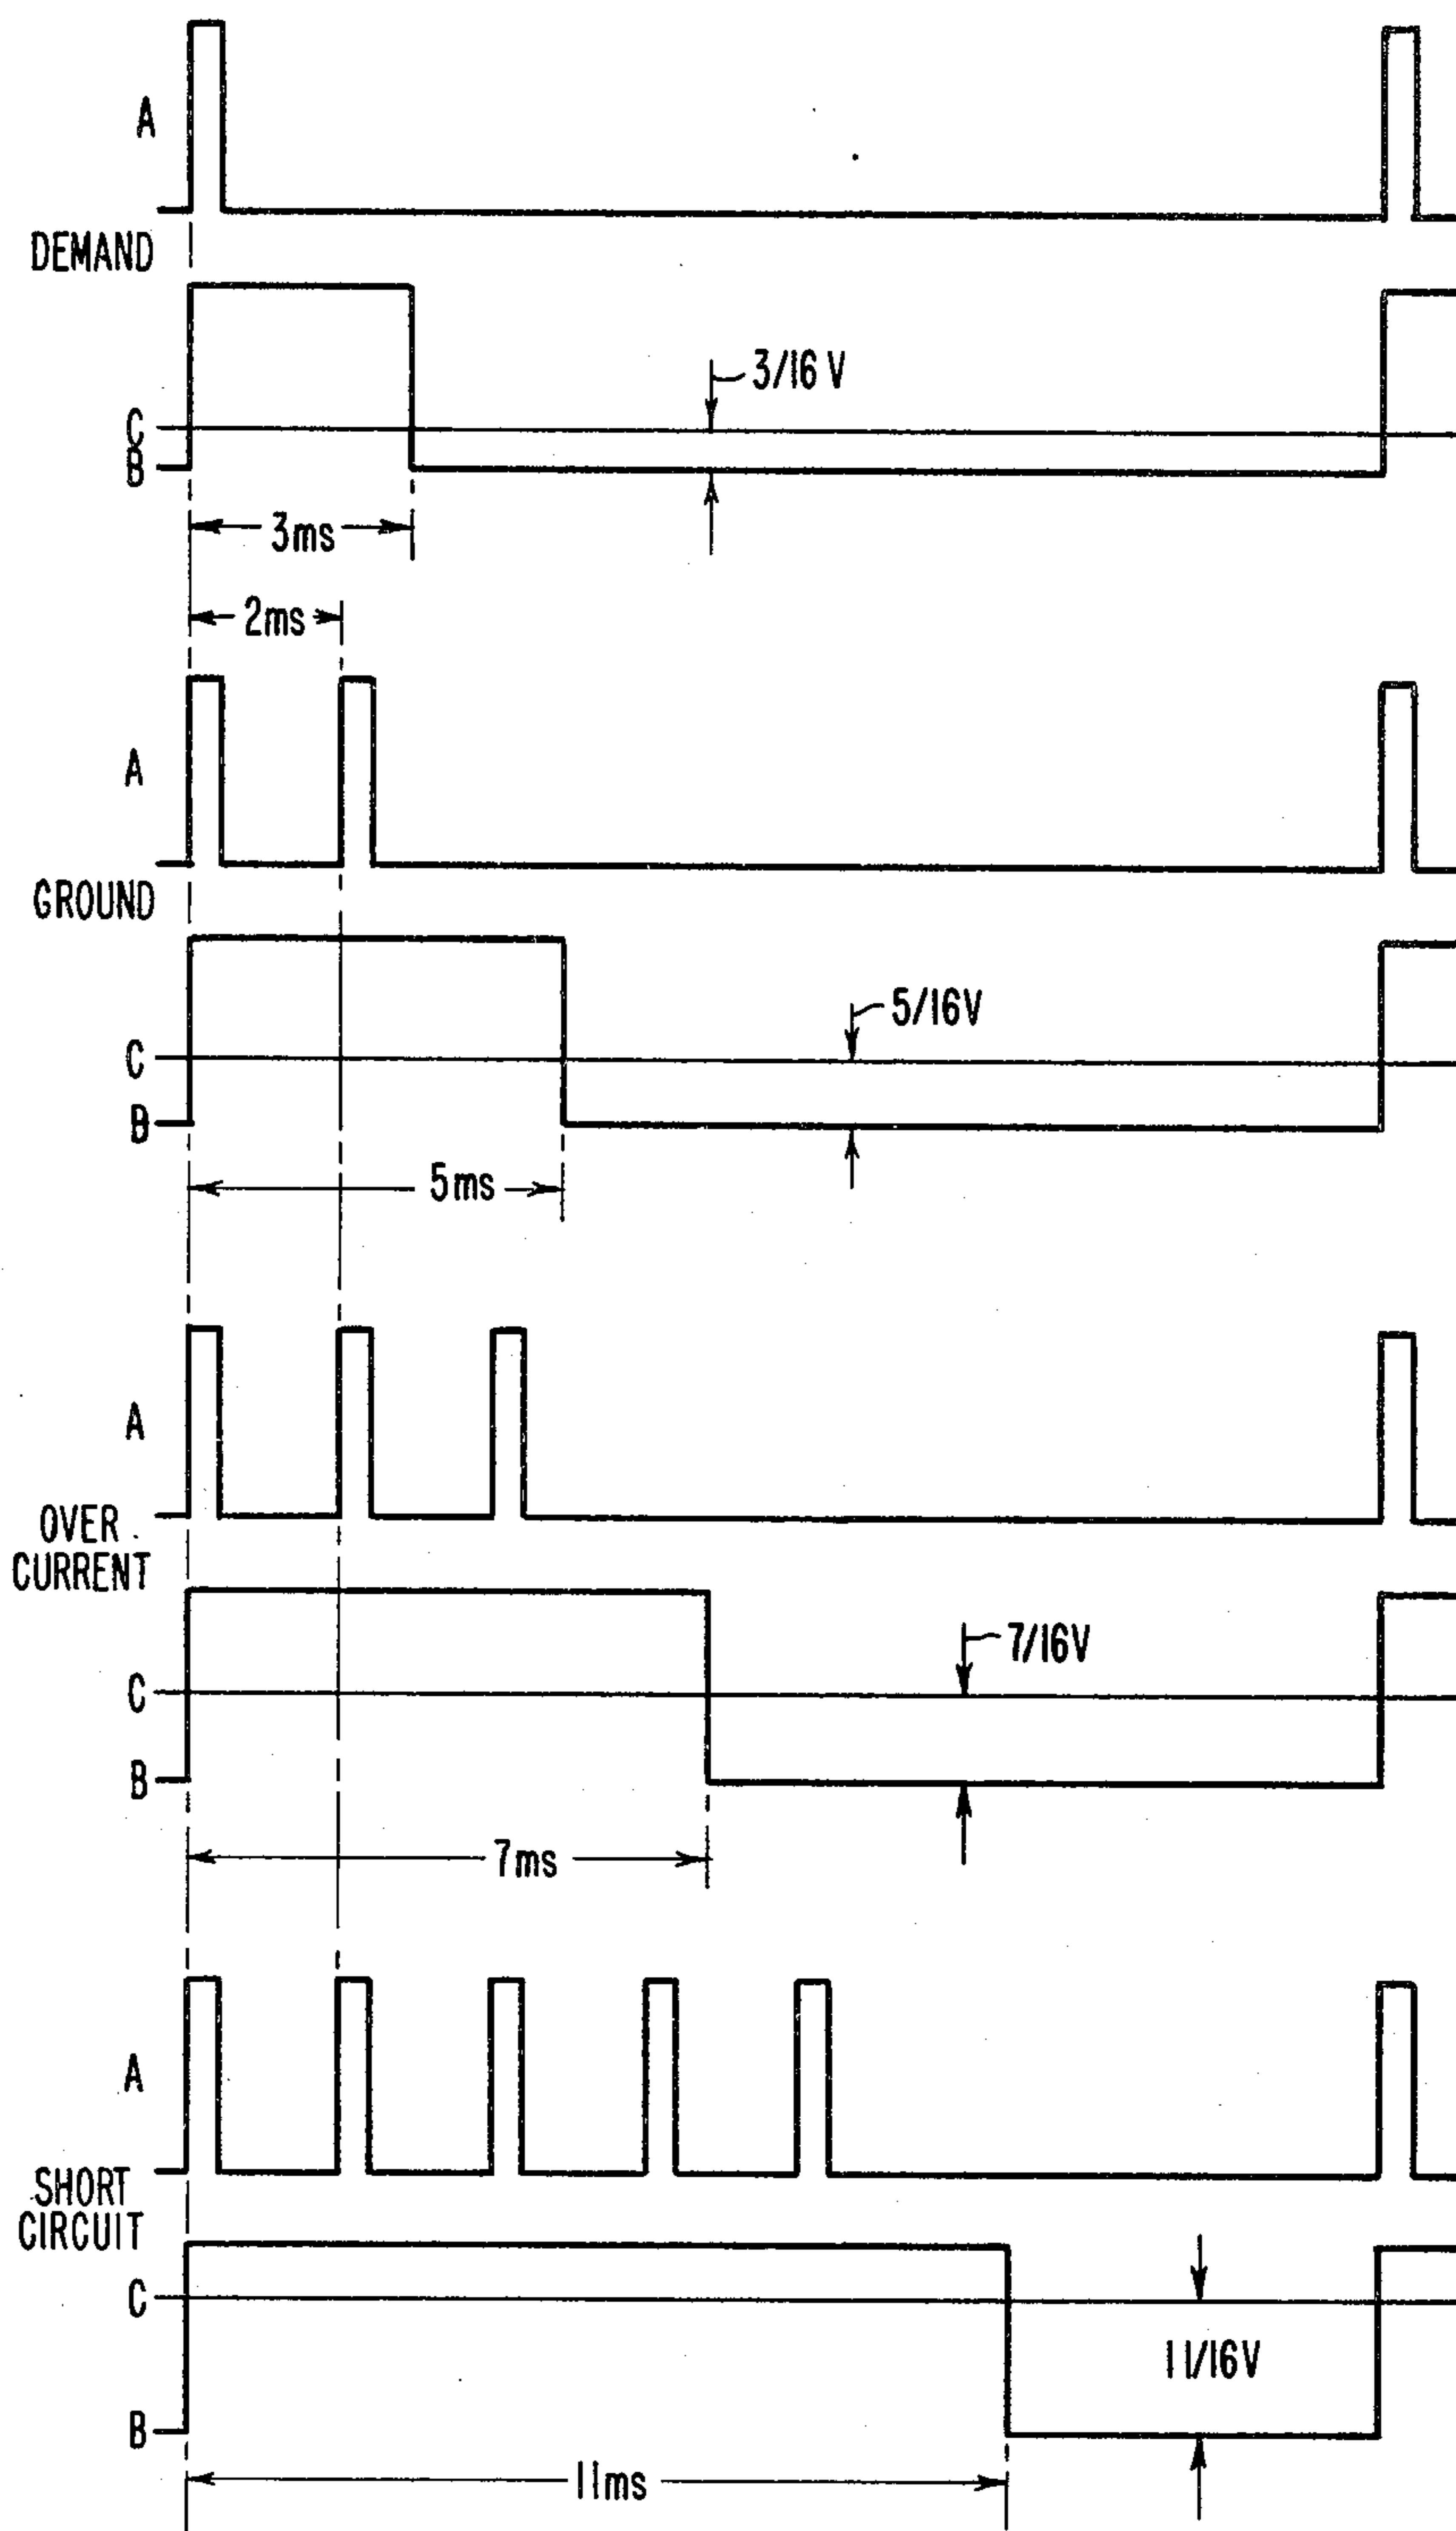 A
DEMAND
3/16 V
C
B
3ms
2ms
A
GROUND
5/16V
C
B
5ms
A
OVER
CURRENT
7/16V
C
B
7ms
A
SHORT
CIRCUIT
C
11/16V
B
11ms